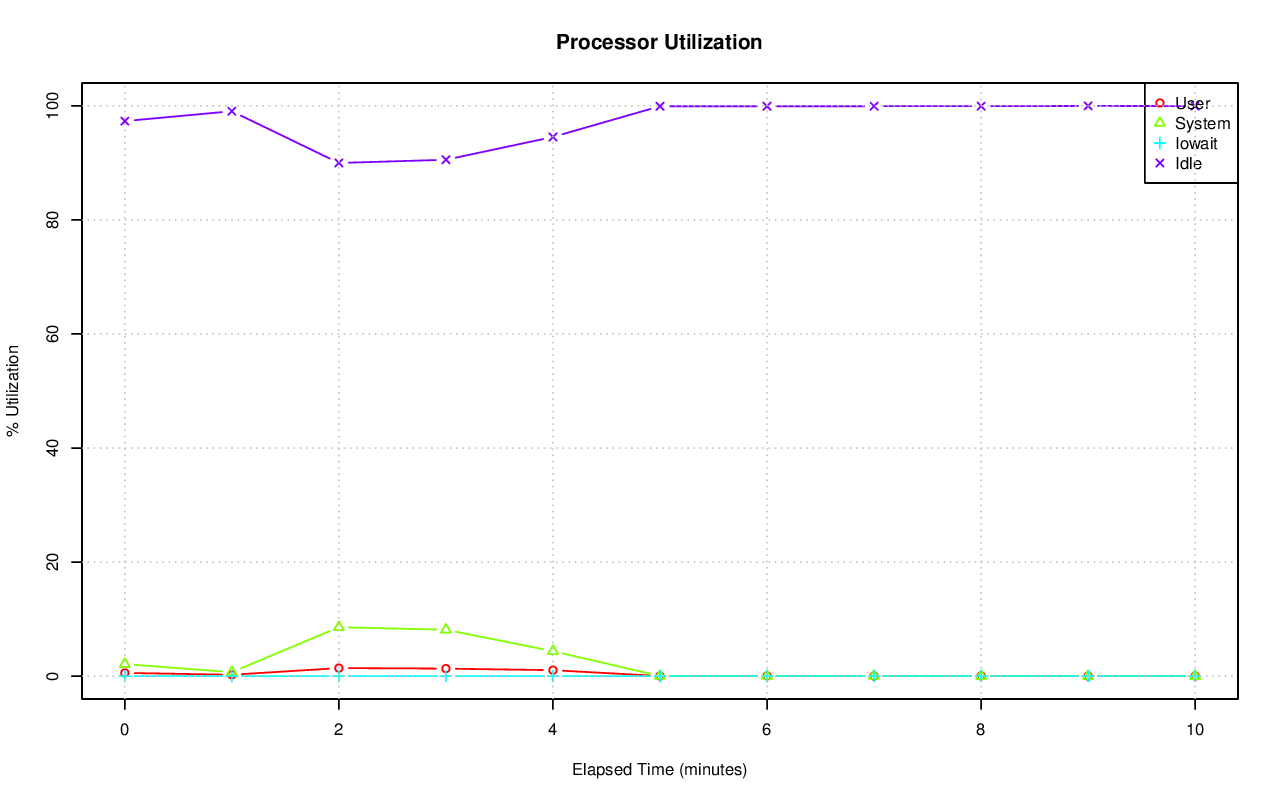 Processor Utilization
100
80
60
40
20
0
% Utilization
User
System
Iowait
Idle
0 2 4 6 8 10
Elapsed Time (minutes)